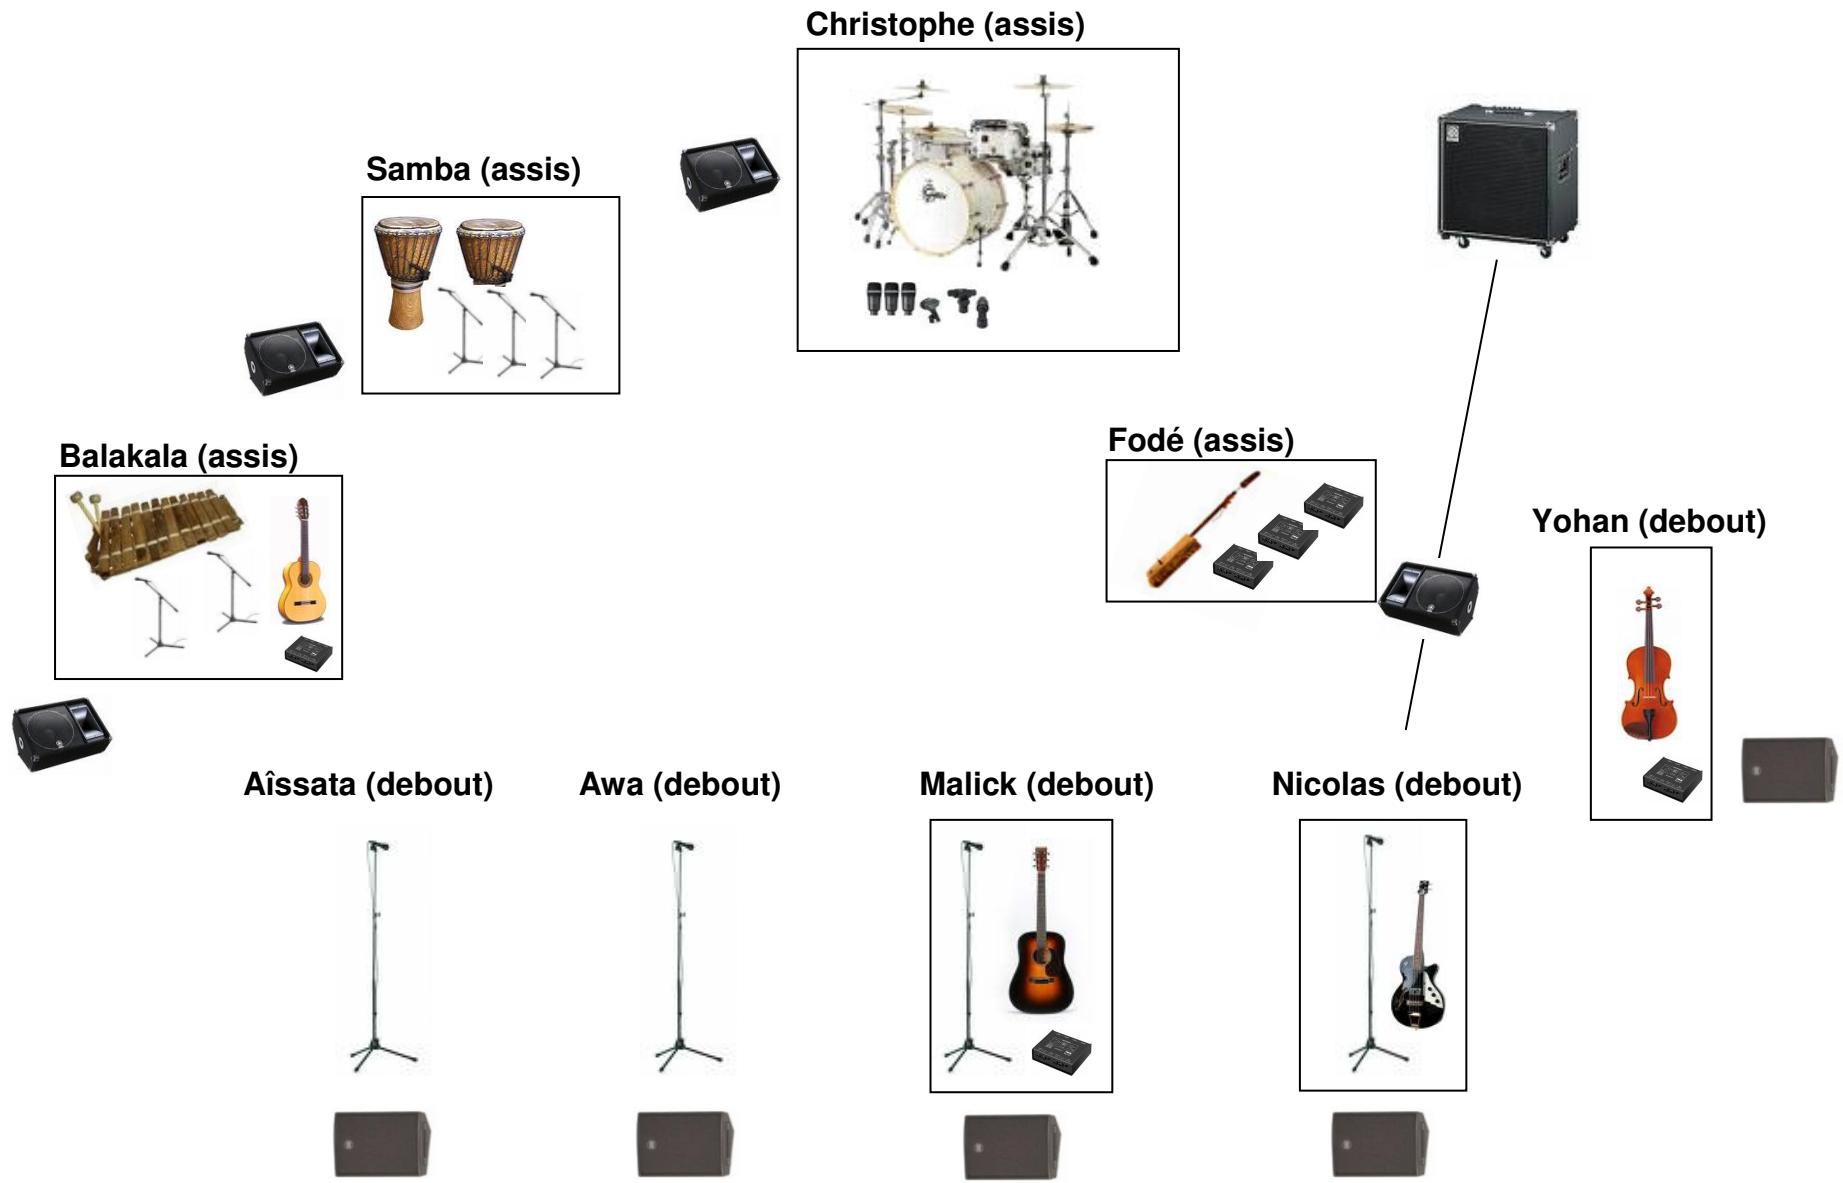 Christophe (assis)
Samba (assis)
Fodé (assis)
Balakala (assis)
Yohan (debout)
Aîssata (debout)
Awa (debout)
Malick (debout)
Nicolas (debout)